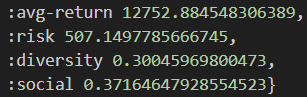 :avg-return 12752.884548306389,
:risk 507.1497785666745,
:diversity 0.30045969800473,
:social 0.37164647928554523}